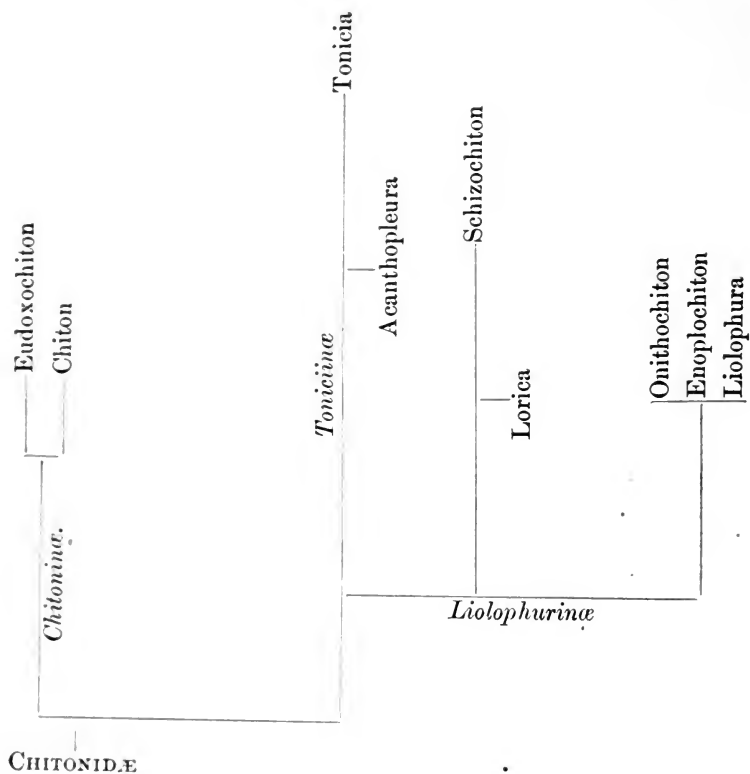 Tonicia
Eudoxochiton
Chiton
Acanthopleura
Schizochiton
Toniciinæ
Onithochiton
Enoplochiton
Liolophura
Lorica
Chitoninæ.
Liolophurinæ
CHITONIDÆ